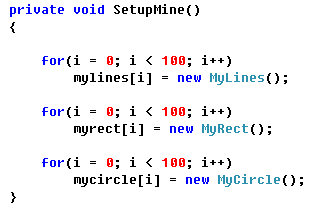 private void SetupMine()
{
for(i = 0; i < 100; i++)
mylines[i] = new MyLines();
for(i = 0; i < 100; i++)
myrect[i] = new MyRect();
for(i = 0; i < 100; i++)
mycircle[i] = new MyCircle();
}